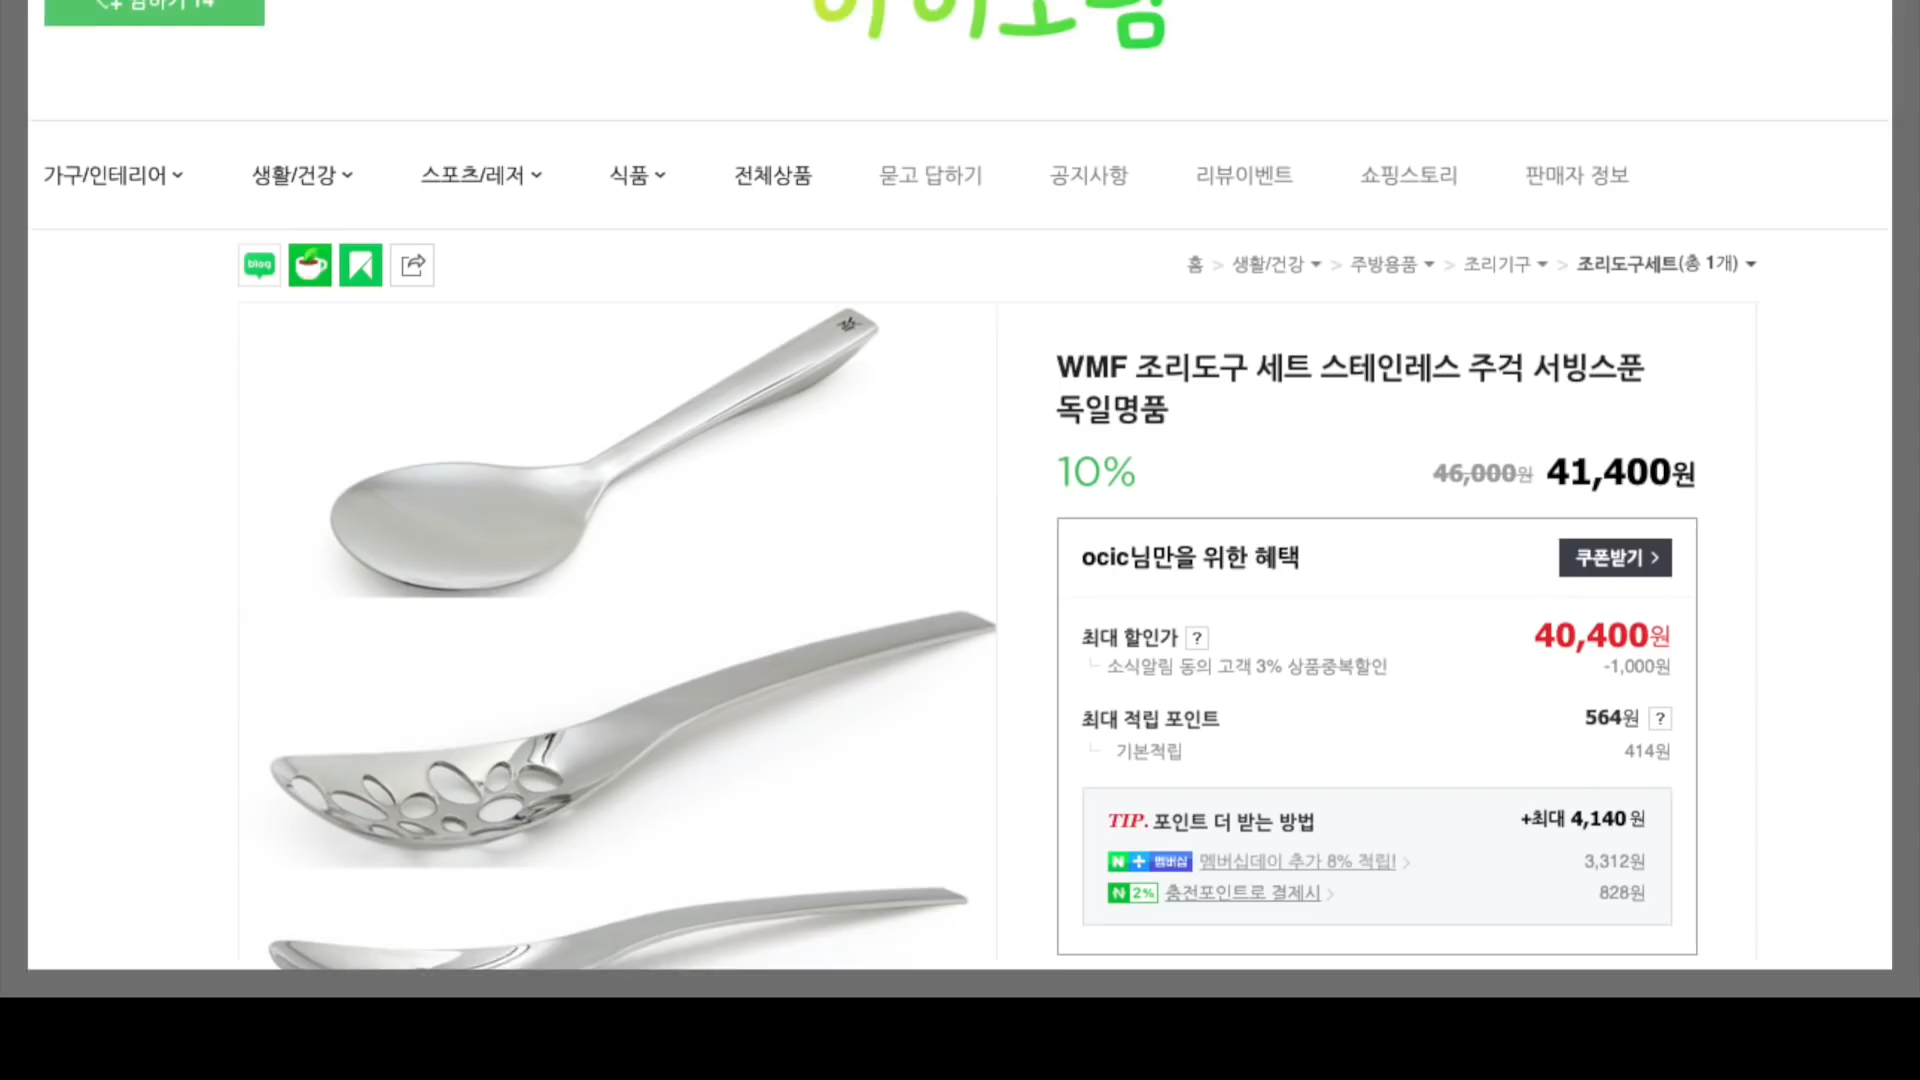 가구/인테리어
생활/건강
스포츠/레저
식품
전체상품
묻고 답하기
공지사항
리뷰이벤트
쇼핑스토리
판매자 정보
blog
홈 > 생활/건강 > 주방용품 > 조리기구 > 조리도구세트(총 1개)
WMF 조리도구 세트 스테인레스 주걱 서빙스푼
독일명품
10% 46,000원 41,400원
ocic님만을 위한 혜택 쿠폰받기 >
최대 할인가 ? 40,400원
소식알림 동의 고객 3% 상품중복할인 -1,000원
최대 적립 포인트 564원 ?
기본적립 414원
TIP. 포인트 더 받는 방법 +최대 4,140원
N + 멤버십 멤버십데이 추가 8% 적립! > 3,312원
N 2% 충전포인트로 결제시 > 828원